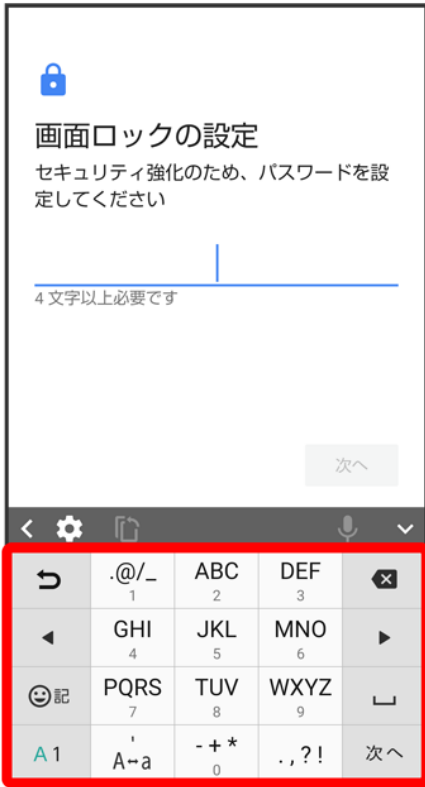 画面ロックの設定
セキュリティ強化のため、パスワードを設
定してください
4 文字以上必要です
次へ
.@/_ ABC DEF
1 2 3
GHI JKL MNO
4 5 6
記 PQRS TUV WXYZ
7 8 9
A1 ' A↔a -+* .,?! 次へ
0